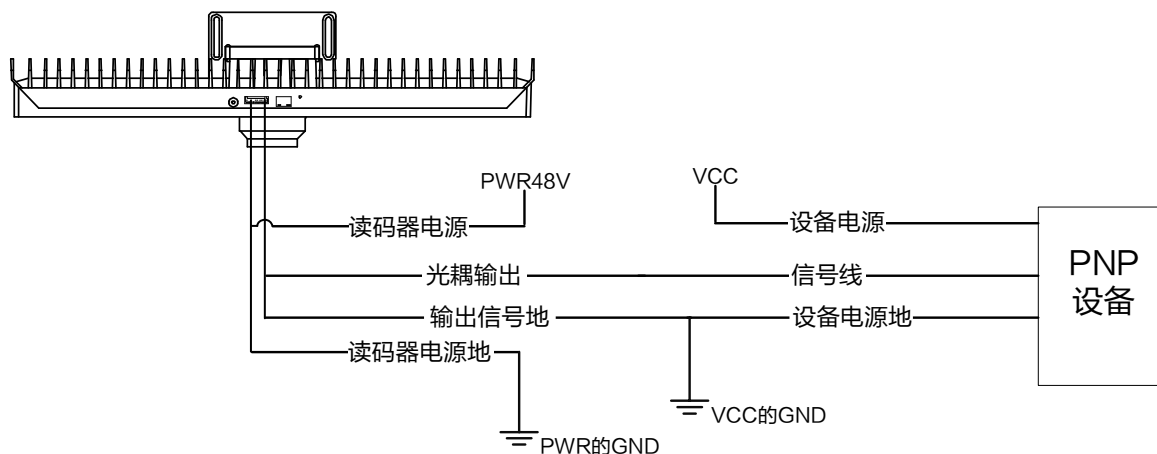 PWR48V
VCC
读码器电源
设备电源
PNP
设备
光耦输出
信号线
输出信号地
设备电源地
读码器电源地
VCC的GND
PWR的GND